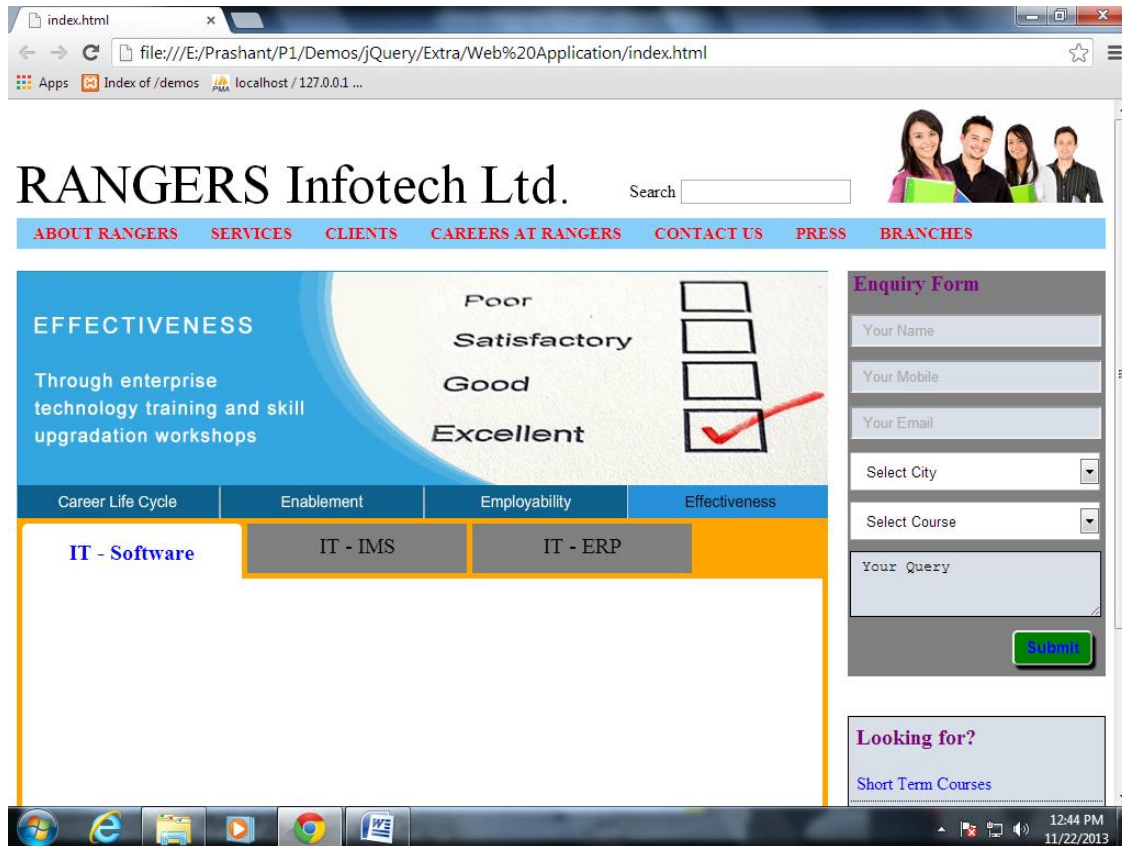 index.html
file:///E:/Prashant/P1/Demos/jQuery/Extra/Web%20Application/index.html
Apps Index of /demos PMA localhost / 127.0.0.1 ...
RANGERS Infotech Ltd. Search
ABOUT RANGERS SERVICES CLIENTS CAREERS AT RANGERS CONTACT US PRESS BRANCHES
EFFECTIVENESS
Through enterprise
technology training and skill
upgradation workshops
Poor
Satisfactory
Good
Excellent
Career Life Cycle Enablement Employability Effectiveness
IT - Software IT - IMS IT - ERP
Enquiry Form
Your Name
Your Mobile
Your Email
Select City
Select Course
Your Query
Submit
Looking for?
Short Term Courses
12:44 PM
11/22/2013